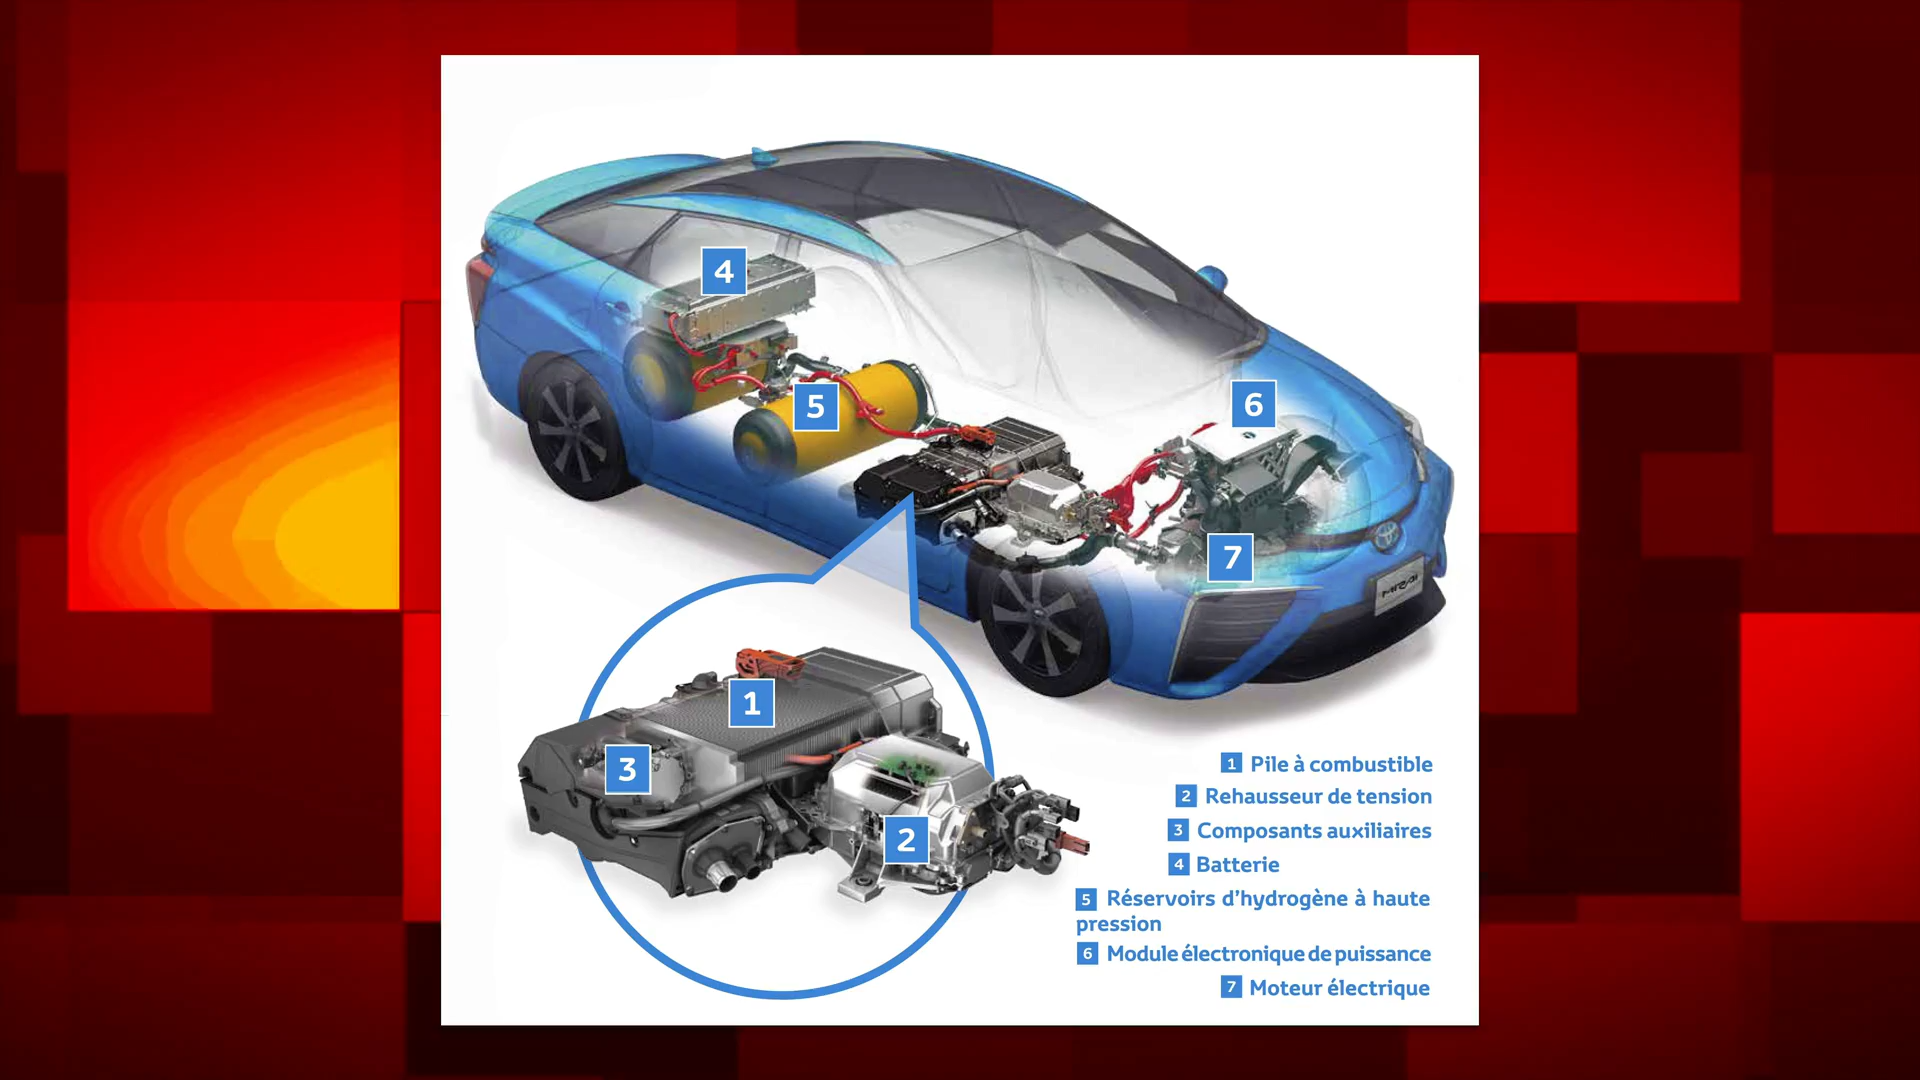 4
5
6
7
MIRAI
1
3
2
1 Pile à combustible
2 Rehausseur de tension
3 Composants auxiliaires
4 Batterie
5 Réservoirs d'hydrogène à haute
pression
6 Module électronique de puissance
7 Moteur électrique